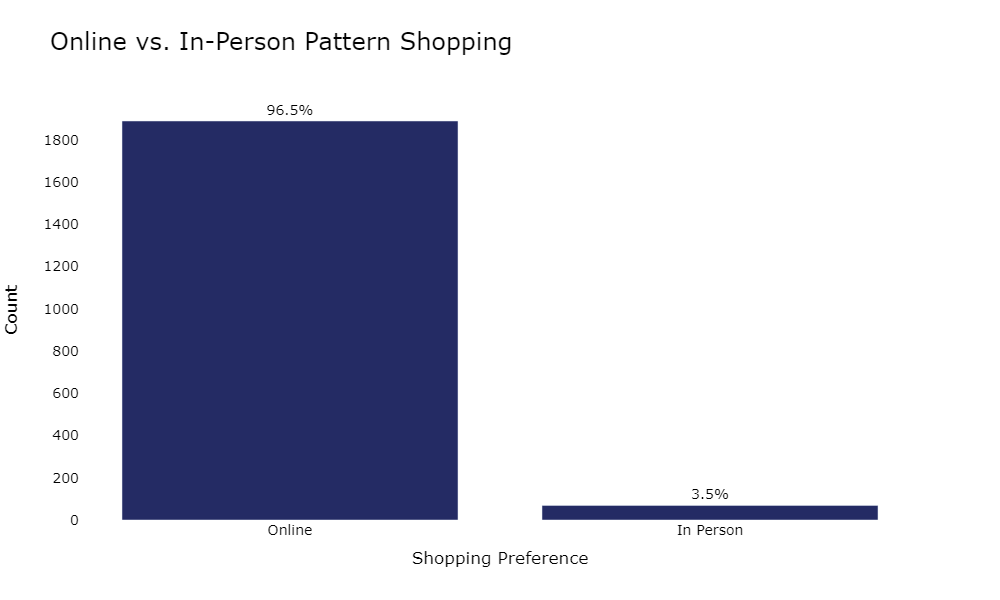 Online vs. In-Person Pattern Shopping
96.5%
1800
1600
1400
1200
1000
800
600
400
200
0
Count
3.5%
Online
In Person
Shopping Preference